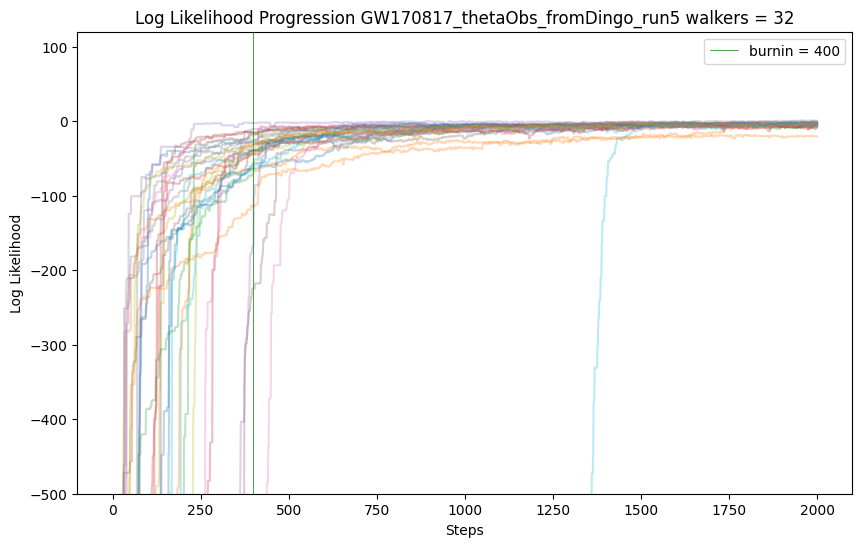 Log Likelihood Progression GW170817_thetaObs_fromDingo_run5 walkers = 32
burnin = 400
Log Likelihood
100
0
−100
−200
−300
−400
−500
0 250 500 750 1000 1250 1500 1750 2000
Steps